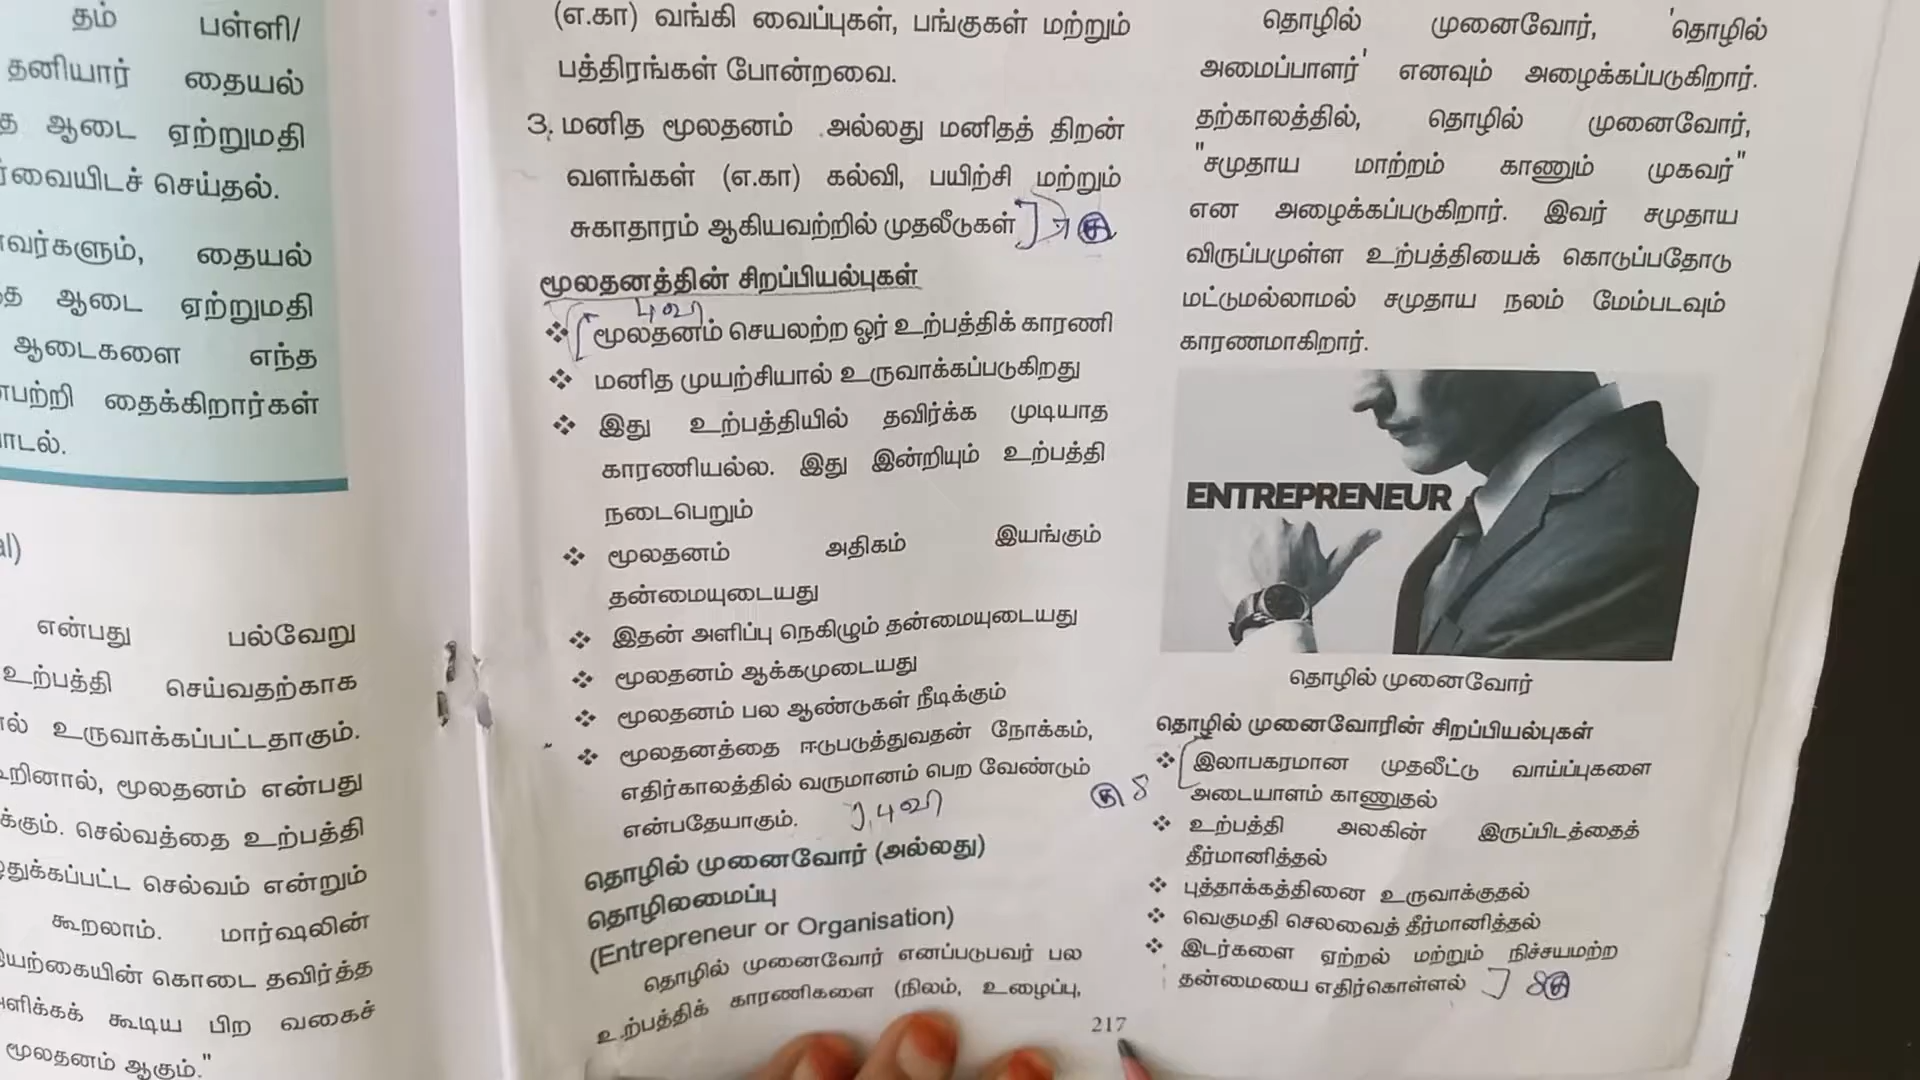 தம் பள்ளி/
தனியார் தையல்
ஆடை ஏற்றுமதி
செய்தல்.
தையல்
ஆடை ஏற்றுமதி
ஆடைகளை எந்த
தைக்கிறார்கள்
என்பது பல்வேறு
உற்பத்தி செய்வதற்காக
உருவாக்கப்பட்டதாகும்.
மூலதனம் என்பது
செல்வத்தை உற்பத்தி
செல்வம் என்றும்
கூறலாம். மார்ஷலின்
கொடை தவிர்த்த
கூடிய பிற வகைச்
மூலதனம் ஆகும்."
(எ.கா) வங்கி வைப்புகள், பங்குகள் மற்றும்
பத்திரங்கள் போன்றவை.
3. மனித மூலதனம் அல்லது மனிதத் திறன்
வளங்கள் (எ.கா) கல்வி, பயிற்சி மற்றும்
சுகாதாரம் ஆகியவற்றில் முதலீடுகள்
மூலதனத்தின் சிறப்பியல்புகள்
❖ மூலதனம் செயலற்ற ஓர் உற்பத்திக் காரணி
❖ மனித முயற்சியால் உருவாக்கப்படுகிறது
❖ இது உற்பத்தியில் தவிர்க்க முடியாத
காரணியல்ல. இது இன்றியும் உற்பத்தி
நடைபெறும்
❖ மூலதனம் அதிகம் இயங்கும்
தன்மையுடையது
❖ இதன் அளிப்பு நெகிழும் தன்மையுடையது
❖ மூலதனம் ஆக்கமுடையது
❖ மூலதனம் பல ஆண்டுகள் நீடிக்கும்
❖ மூலதனத்தை ஈடுபடுத்துவதன் நோக்கம்,
எதிர்காலத்தில் வருமானம் பெற வேண்டும்
என்பதேயாகும்.
தொழில் முனைவோர் (அல்லது)
தொழிலமைப்பு
(Entrepreneur or Organisation)
தொழில் முனைவோர் எனப்படுபவர் பல
உற்பத்திக் காரணிகளை (நிலம், உழைப்பு,
தொழில் முனைவோர், 'தொழில்
அமைப்பாளர்' எனவும் அழைக்கப்படுகிறார்.
தற்காலத்தில், தொழில் முனைவோர்,
"சமுதாய மாற்றம் காணும் முகவர்"
என அழைக்கப்படுகிறார். இவர் சமுதாய
விருப்பமுள்ள உற்பத்தியைக் கொடுப்பதோடு
மட்டுமல்லாமல் சமுதாய நலம் மேம்படவும்
காரணமாகிறார்.
ENTREPRENEUR
தொழில் முனைவோர்
தொழில் முனைவோரின் சிறப்பியல்புகள்
❖ இலாபகரமான முதலீட்டு வாய்ப்புகளை
அடையாளம் காணுதல்
❖ உற்பத்தி அலகின் இருப்பிடத்தைத்
தீர்மானித்தல்
❖ புத்தாக்கத்தினை உருவாக்குதல்
❖ வெகுமதி செலவைத் தீர்மானித்தல்
❖ இடர்களை ஏற்றல் மற்றும் நிச்சயமற்ற
தன்மையை எதிர்கொள்ளல்
217